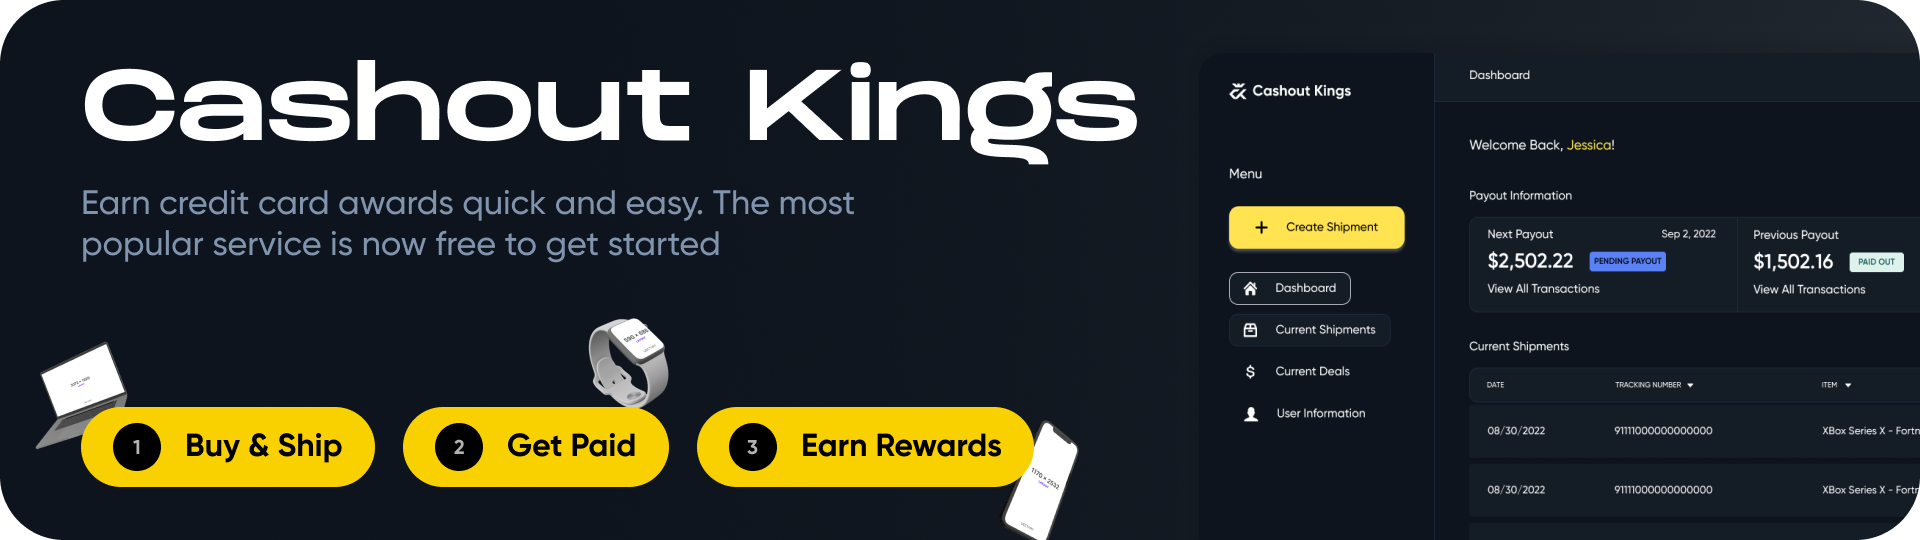 Cashout Kings
Earn credit card awards quick and easy. The most
popular service is now free to get started
1 Buy & Ship
2 Get Paid
3 Earn Rewards
1170 × 2532
Cashout Kings
Menu
Create Shipment
Dashboard
Current Shipments
Current Deals
User Information
Dashboard
Welcome Back, Jessica!
Payout Information
Next Payout Sep 2, 2022
$2,502.22 PENDING PAYOUT
View All Transactions
Previous Payout
$1,502.16 PAID OUT
View All Transactions
Current Shipments
DATE TRACKING NUMBER ITEM
08/30/2022 91111000000000000 XBox Series X - Fortn
08/30/2022 91111000000000000 XBox Series X - Fortn